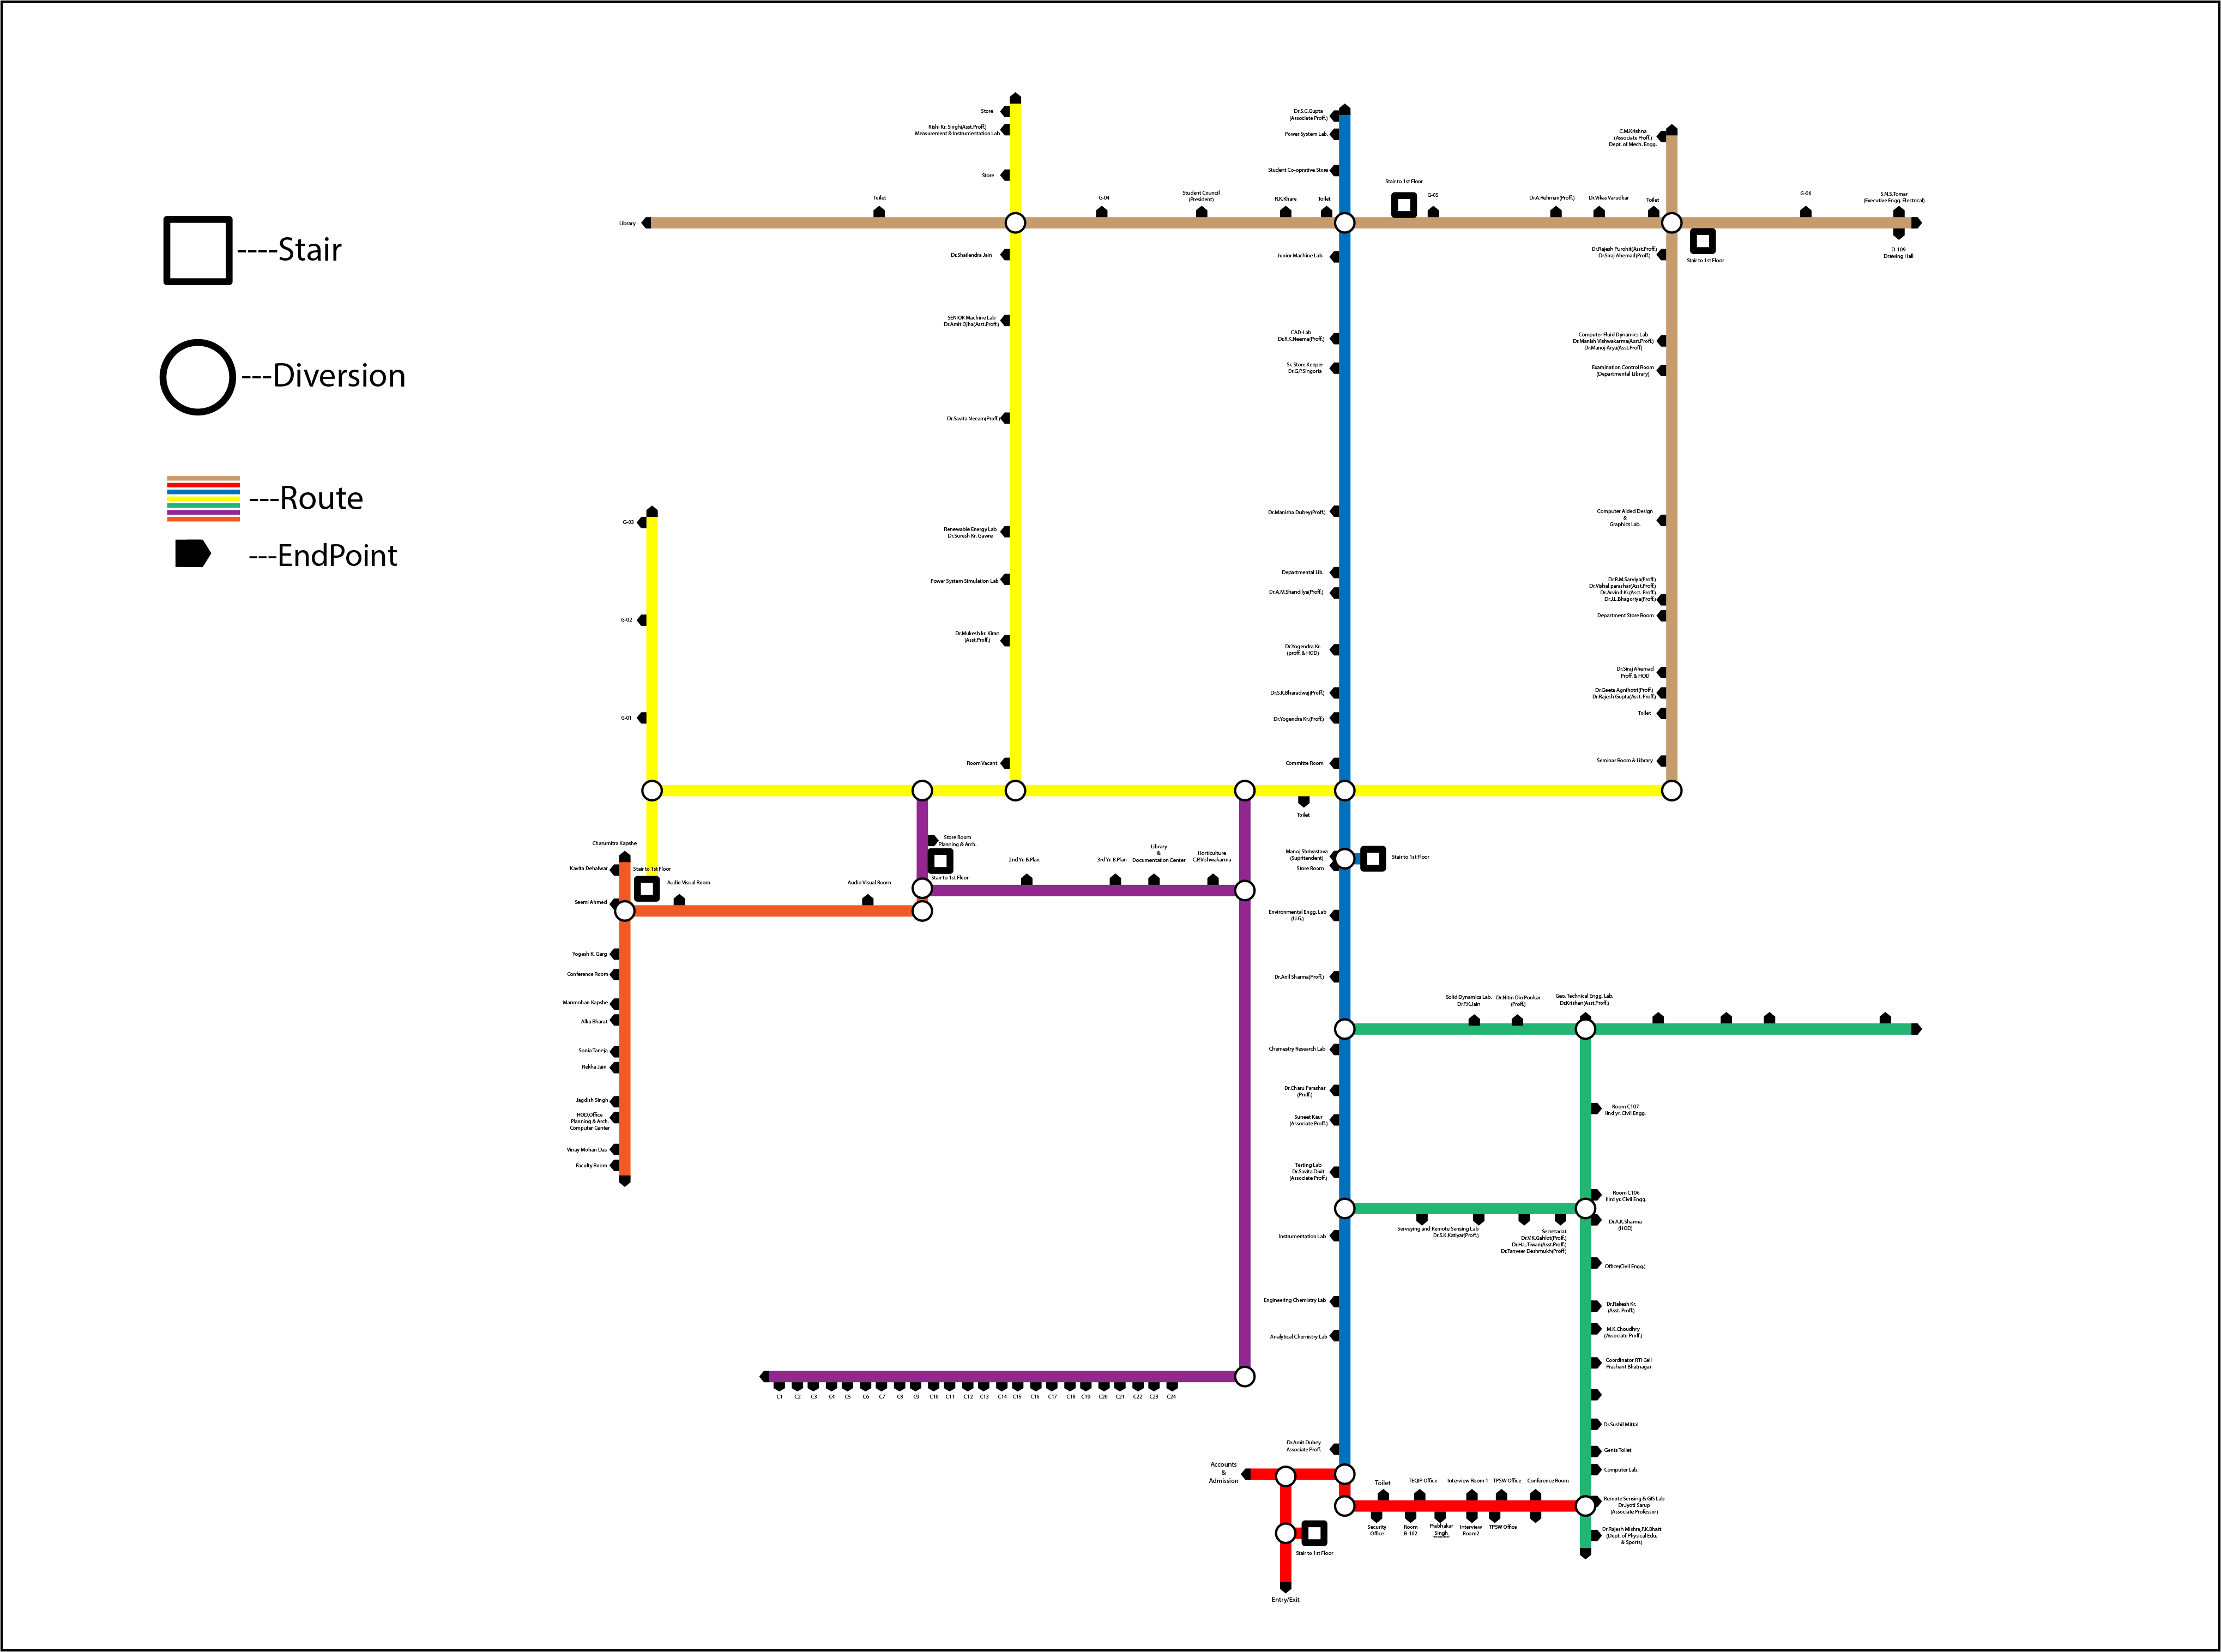 ----Stair
---Diversion
---Route
---EndPoint
Store
Rishi Kr. Singh(Asst.Proff.)
Measurement & Instrumentation Lab
Store
Dr.S.C.Gupta
(Associate Proff.)
Power System Lab.
Student Co-oprative Store
C.M.Krishna
(Associate Proff.)
Dept. of Mech. Engg.
Library
Toilet
G-04
Student Council
(President)
R.K.Khare
Toilet
Stair to 1st Floor
G-05
Dr.A.Rehman(Proff.)
Dr.Vikas Varudkar
Toilet
G-06
S.N.S.Tomar
(Executive Engg. Electrical)
D-109
Drawing Hall
Stair to 1st Floor
Dr.Shailendra Jain
SENIOR Machine Lab
Dr.Amit Ojha(Asst.Proff.)
Dr.Savita Neeam(Proff.)
Renewable Energy Lab
Dr.Suresh Kr. Gawre
Power System Simulation Lab
Dr.Mukesh kr. Kiran
(Asst.Proff.)
Room Vacant
Junior Machine Lab.
CAD-Lab
Dr.R.K.Neema(Proff.)
Sr. Store Keeper
Dr.G.P.Singoria
Dr.Manisha Dubey(Proff.)
Departmental Lib.
Dr.A.M.Shandilya(Proff.)
Dr.Yogendra Kr.
(proff. & HOD)
Dr.S.K.Bharadwaj(Proff.)
Dr.Yogendra Kr.(Proff.)
Committe Room
Dr.Rajesh Purohit(Asst.Proff.)
Dr.Siraj Ahemad(Proff.)
Computer Fluid Dynamics Lab
Dr.Manish Vishwakarma(Asst.Proff.)
Dr.Manoj Arya(Asst.Proff)
Examination Control Room
(Departmental Library)
Computer Aided Design
&
Graphics Lab.
Dr.R.M.Sarviya(Proff.)
Dr.Vishal parashar(Asst.Proff.)
Dr.Arvind Kr.(Asst. Proff.)
Dr.J.L.Bhagoriya(Proff.)
Department Store Room
Dr.Siraj Ahemad
Proff. & HOD
Dr.Geeta Agnihotri(Proff.)
Dr.Rajesh Gupta(Asst. Proff.)
Toilet
Seminar Room & Library
G-03
G-02
G-01
Toilet
Store Room
Planning & Arch.
Stair to 1st Floor
2nd Yr. B.Plan
3rd Yr. B.Plan
Library
&
Documentation Center
Horticulture
C.P.Vishwakarma
Charumitra Kapshe
Kavita Dehalwar
Stair to 1st Floor
Audio Visual Room
Audio Visual Room
Seemi Ahmed
Yogesh K. Garg
Conference Room
Manmohan Kapshe
Alka Bharat
Sonia Taneja
Rekha Jain
Jagdish Singh
HOD,Office
Planning & Arch.
Computer Center
Vinay Mohan Das
Faculty Room
Manoj Shrivastava
(Supritendent)
Store Room
Stair to 1st Floor
Environmental Engg. Lab
(U.G.)
Dr.Anil Sharma(Proff.)
Chemestry Research Lab
Dr.Charu Parashar
(Proff.)
Suneet Kaur
(Associate Proff.)
Testing Lab
Dr.Savita Dixit
(Associate Proff.)
Instrumentation Lab
Engineering Chemistry Lab
Analytical Chemistry Lab
Dr.Amit Dubey
Associate Proff.
Solid Dynamics Lab.
Dr.P.K.Jain
Dr.Nitin Din Ponkar
(Proff.)
Geo. Technical Engg. Lab.
Dr.Krishan(Asst.Proff.)
Room C107
IInd yr. Civil Engg.
Room C106
IIIrd yr. Civil Engg.
Dr.A.K.Sharma
(HOD)
Serveying and Remote Sensing Lab
Dr.S.K.Katiyar(Proff.)
Secretariat
Dr.V.K.Gahlot(Proff.)
Dr.H.L.Tiwari(Asst.Proff.)
Dr.Tanveer Deshmukh(Proff)
Office(Civil Engg.)
Dr.Rakesh Kr.
(Asst. Proff.)
M.K.Choudhry
(Associate Proff.)
Coordinator RTI Cell
Prashant Bhatnagar
Dr.Sushil Mittal
Gents Toilet
Computer Lab.
Remote Sensing & GIS Lab
Dr.Jyoti Sarup
(Associate Professor)
Dr.Rajesh Mishra,P.K.Bhatt
(Dept. of Physical Edu.
& Sports)
C1 C2 C3 C4 C5 C6 C7 C8 C9 C10 C11 C12 C13 C14 C15 C16 C17 C18 C19 C20 C21 C22 C23 C24
Accounts
&
Admission
Toilet
TEQIP Office
Interview Room 1
TPSW Office
Conference Room
Security
Office
Room
B-102
Prabhakar
Singh
Interview
Room2
TPSW Office
Stair to 1st Floor
Entry/Exit